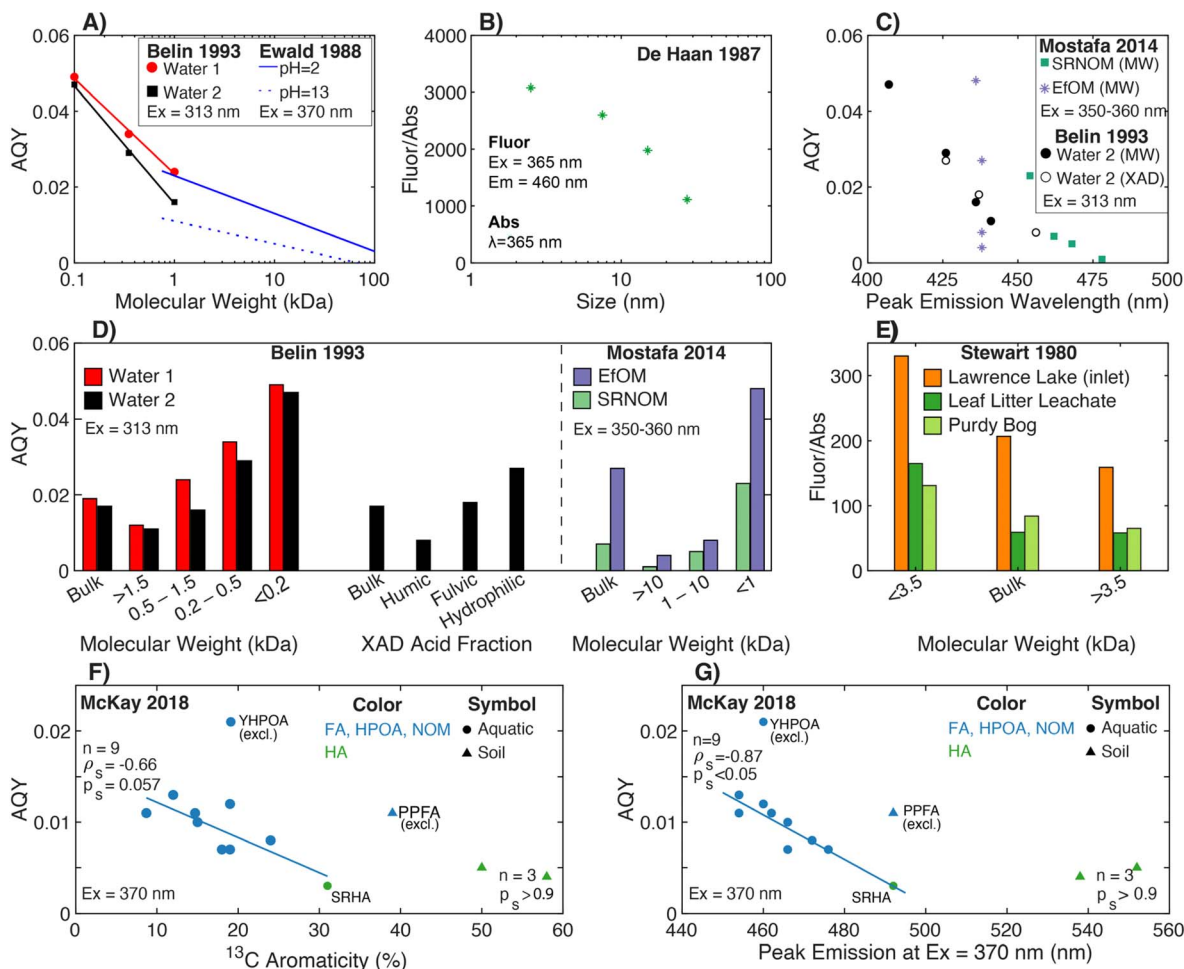 A)
0.06
0.04
0.02
0
AQY
Belin 1993
Water 1
Water 2
Ex = 313 nm
Ewald 1988
pH=2
pH=13
Ex = 370 nm
0.1
1
10
100
Molecular Weight (kDa)
B)
4000
3000
2000
1000
0
Fluor/Abs
De Haan 1987
Fluor
Ex = 365 nm
Em = 460 nm
Abs
λ=365 nm
1
10
100
Size (nm)
C)
0.06
0.04
0.02
0
AQY
Mostafa 2014
SRNOM (MW)
EfOM (MW)
Ex = 350-360 nm
Belin 1993
Water 2 (MW)
Water 2 (XAD)
Ex = 313 nm
400
425
450
475
500
Peak Emission Wavelength (nm)
D)
0.06
0.04
0.02
0
AQY
Belin 1993
Water 1
Water 2
Ex = 313 nm
Mostafa 2014
EfOM
SRNOM
Ex = 350-360 nm
Bulk
>1.5
0.5 – 1.5
0.2 – 0.5
<0.2
Molecular Weight (kDa)
Bulk
Humic
Fulvic
Hydrophilic
XAD Acid Fraction
Bulk
>10
1 – 10
<1
Molecular Weight (kDa)
E)
300
200
100
0
Fluor/Abs
Stewart 1980
Lawrence Lake (inlet)
Leaf Litter Leachate
Purdy Bog
<3.5
Bulk
>3.5
Molecular Weight (kDa)
F)
0.02
0.01
0
AQY
McKay 2018
n = 9
ρs = -0.66
ps = 0.057
YHPOA
(excl.)
Color
FA, HPOA, NOM
HA
Symbol
Aquatic
Soil
PPFA
(excl.)
SRHA
n = 3
ps > 0.9
Ex = 370 nm
0
10
20
30
40
50
60
13C Aromaticity (%)
G)
0.02
0.01
0
AQY
McKay 2018
n=9
ρs=-0.87
ps<0.05
YHPOA
(excl.)
Color
FA, HPOA, NOM
HA
Symbol
Aquatic
Soil
PPFA
(excl.)
SRHA
n = 3
ps > 0.9
Ex = 370 nm
440
460
480
500
520
540
560
Peak Emission at Ex = 370 nm (nm)